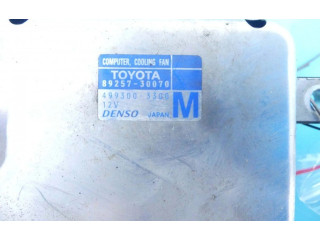 COMPUTER, COOLING FAN
TOYOTA
89257-30070
12V
M
DENSO JAPAN